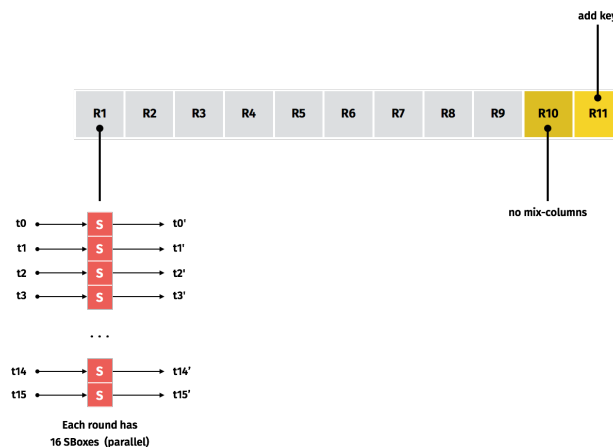 add key
R1 R2 R3 R4 R5 R6 R7 R8 R9 R10 R11
no mix-columns
t0 S t0'
t1 S t1'
t2 S t2'
t3 S t3'
...
t14 S t14’
t15 S t15’
Each round has
16 SBoxes (parallel)